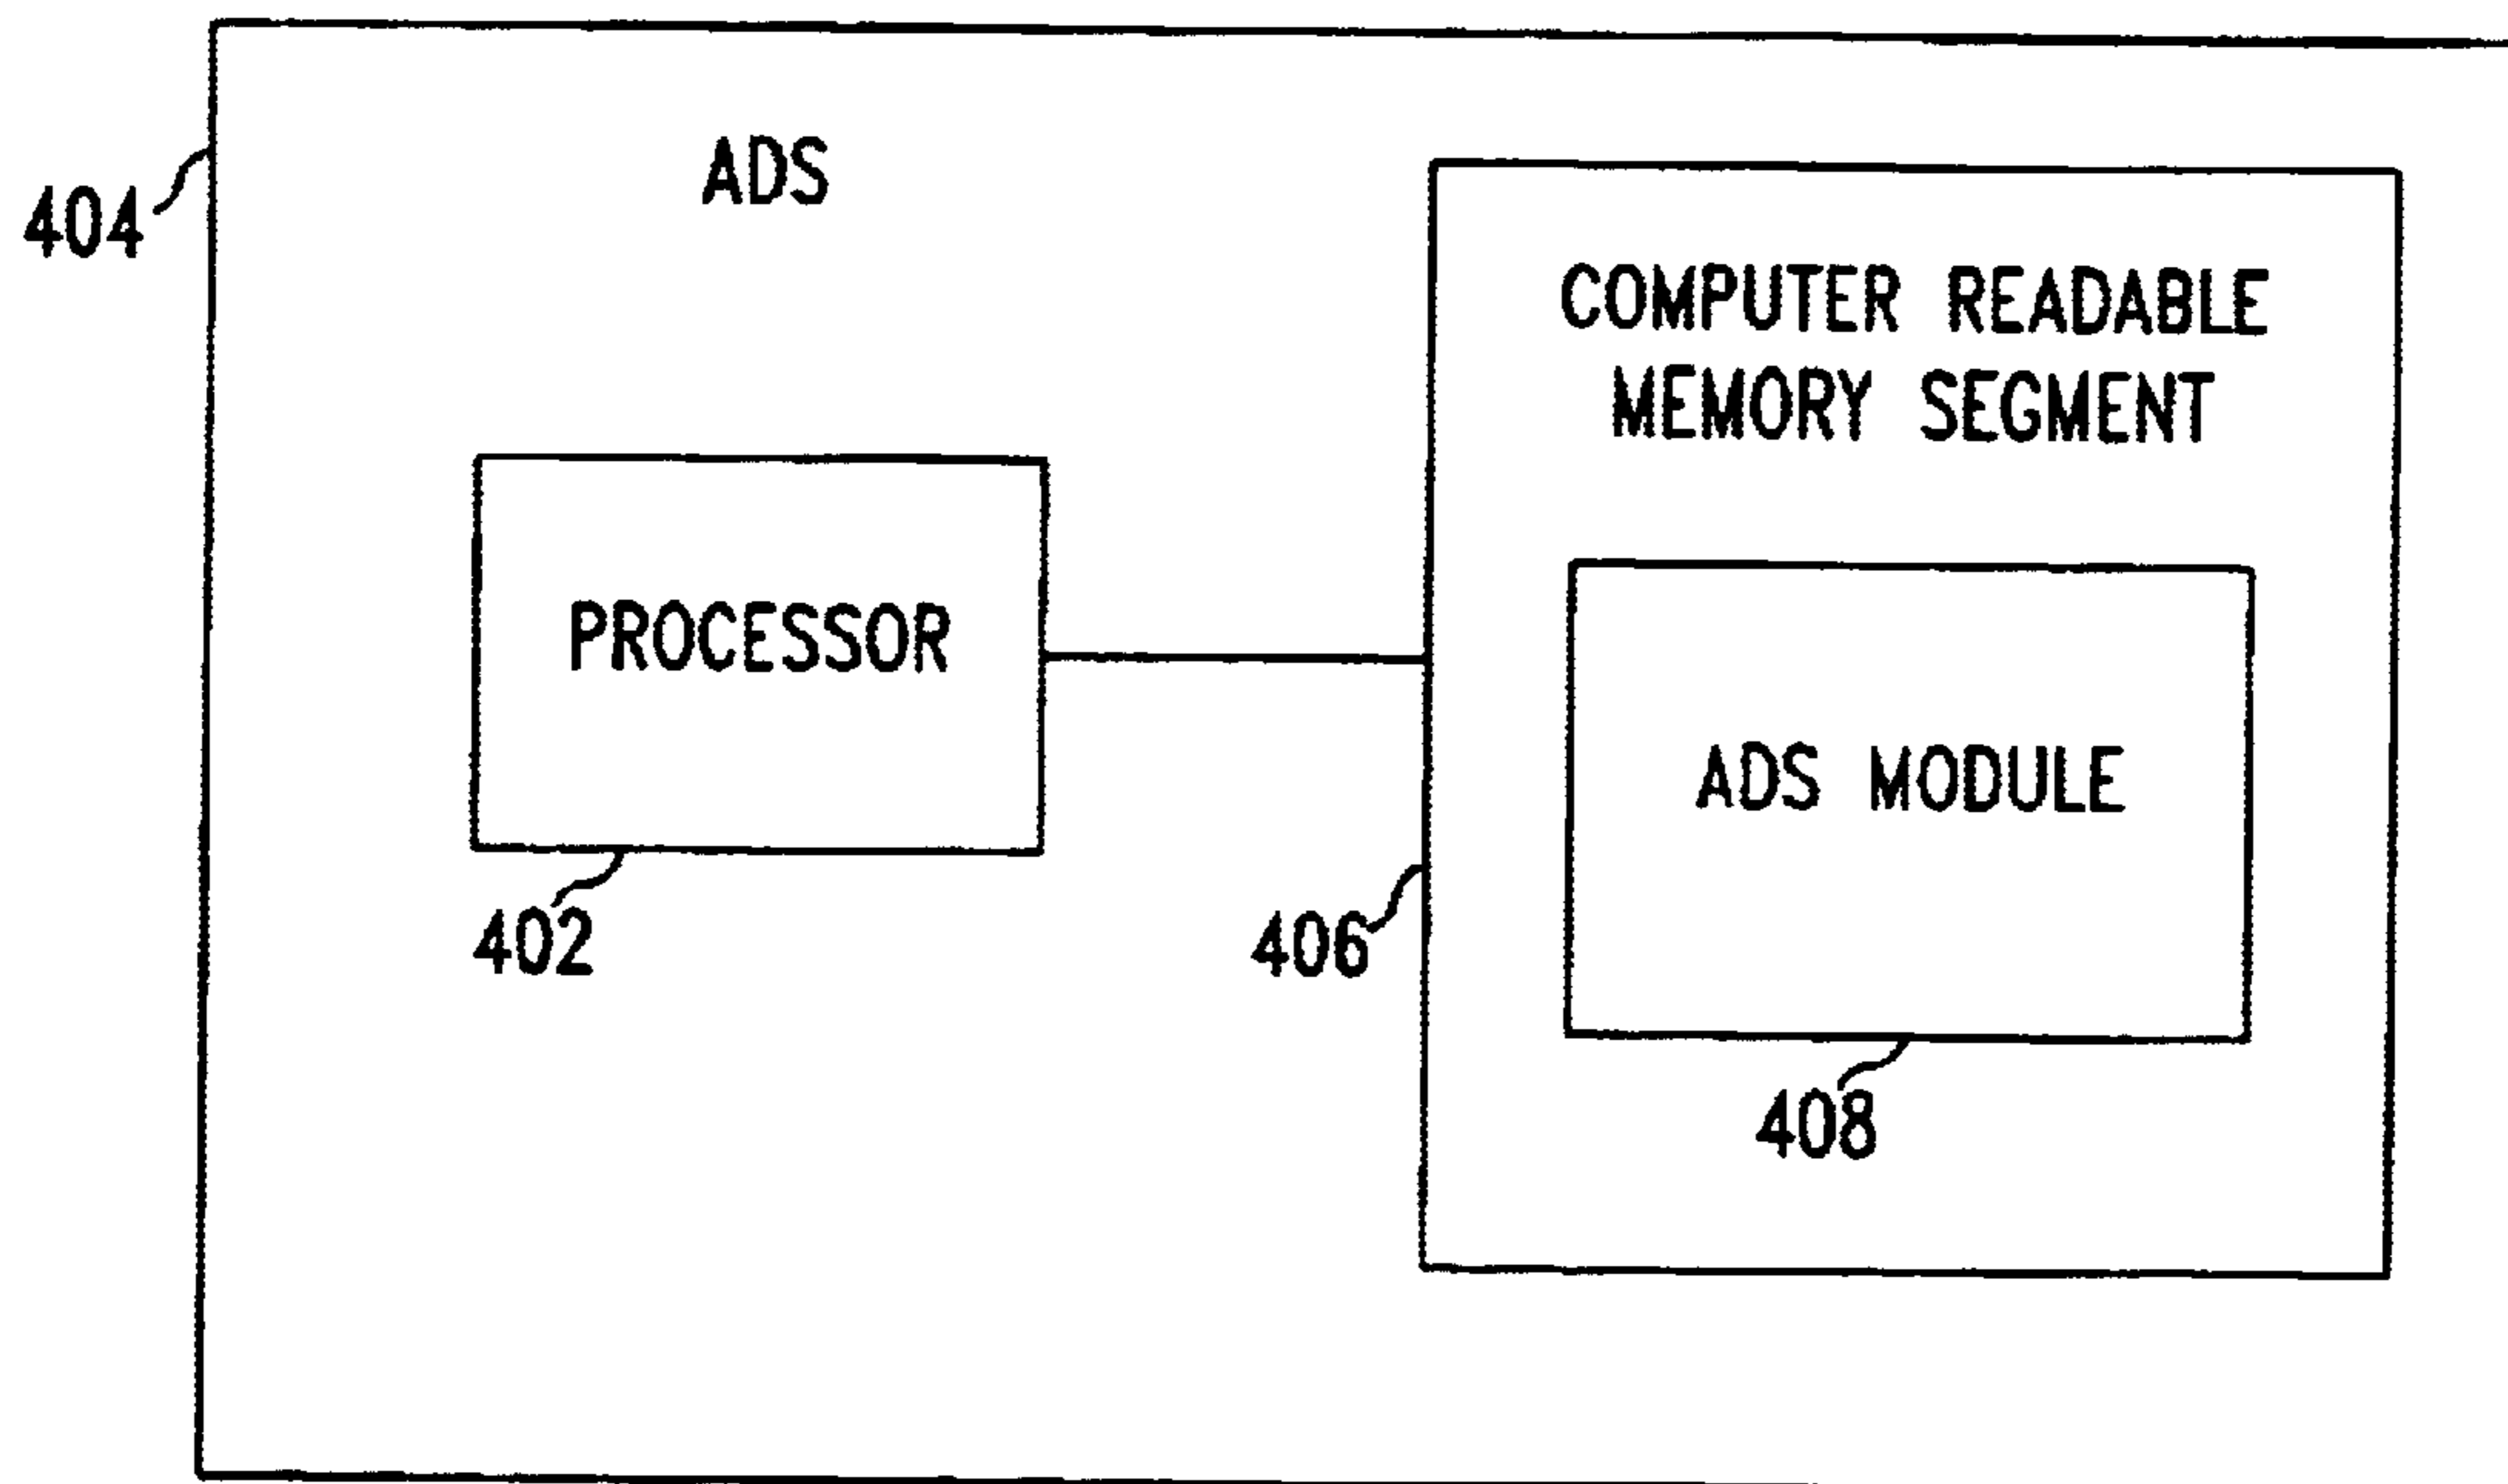 ADS
404
COMPUTER READABLE
MEMORY SEGMENT
PROCESSOR
ADS MODULE
402
406
408